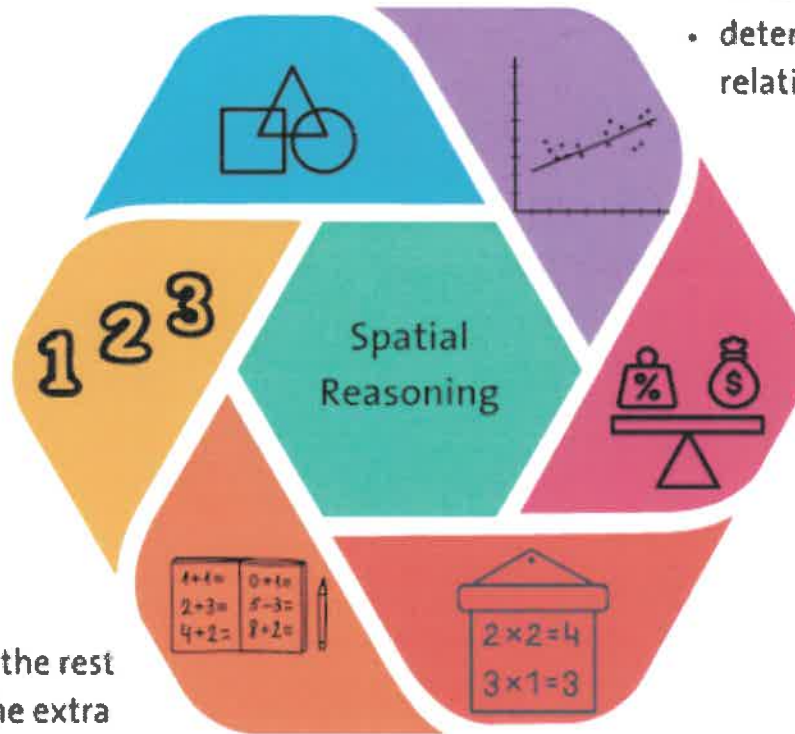 • deter
relati
1 2 3
Spatial
Reasoning
% $
1+1= 0+1=
2+3= 5-3=
4+2= 8+2=
2×2=4
3×1=3
the rest
ne extra